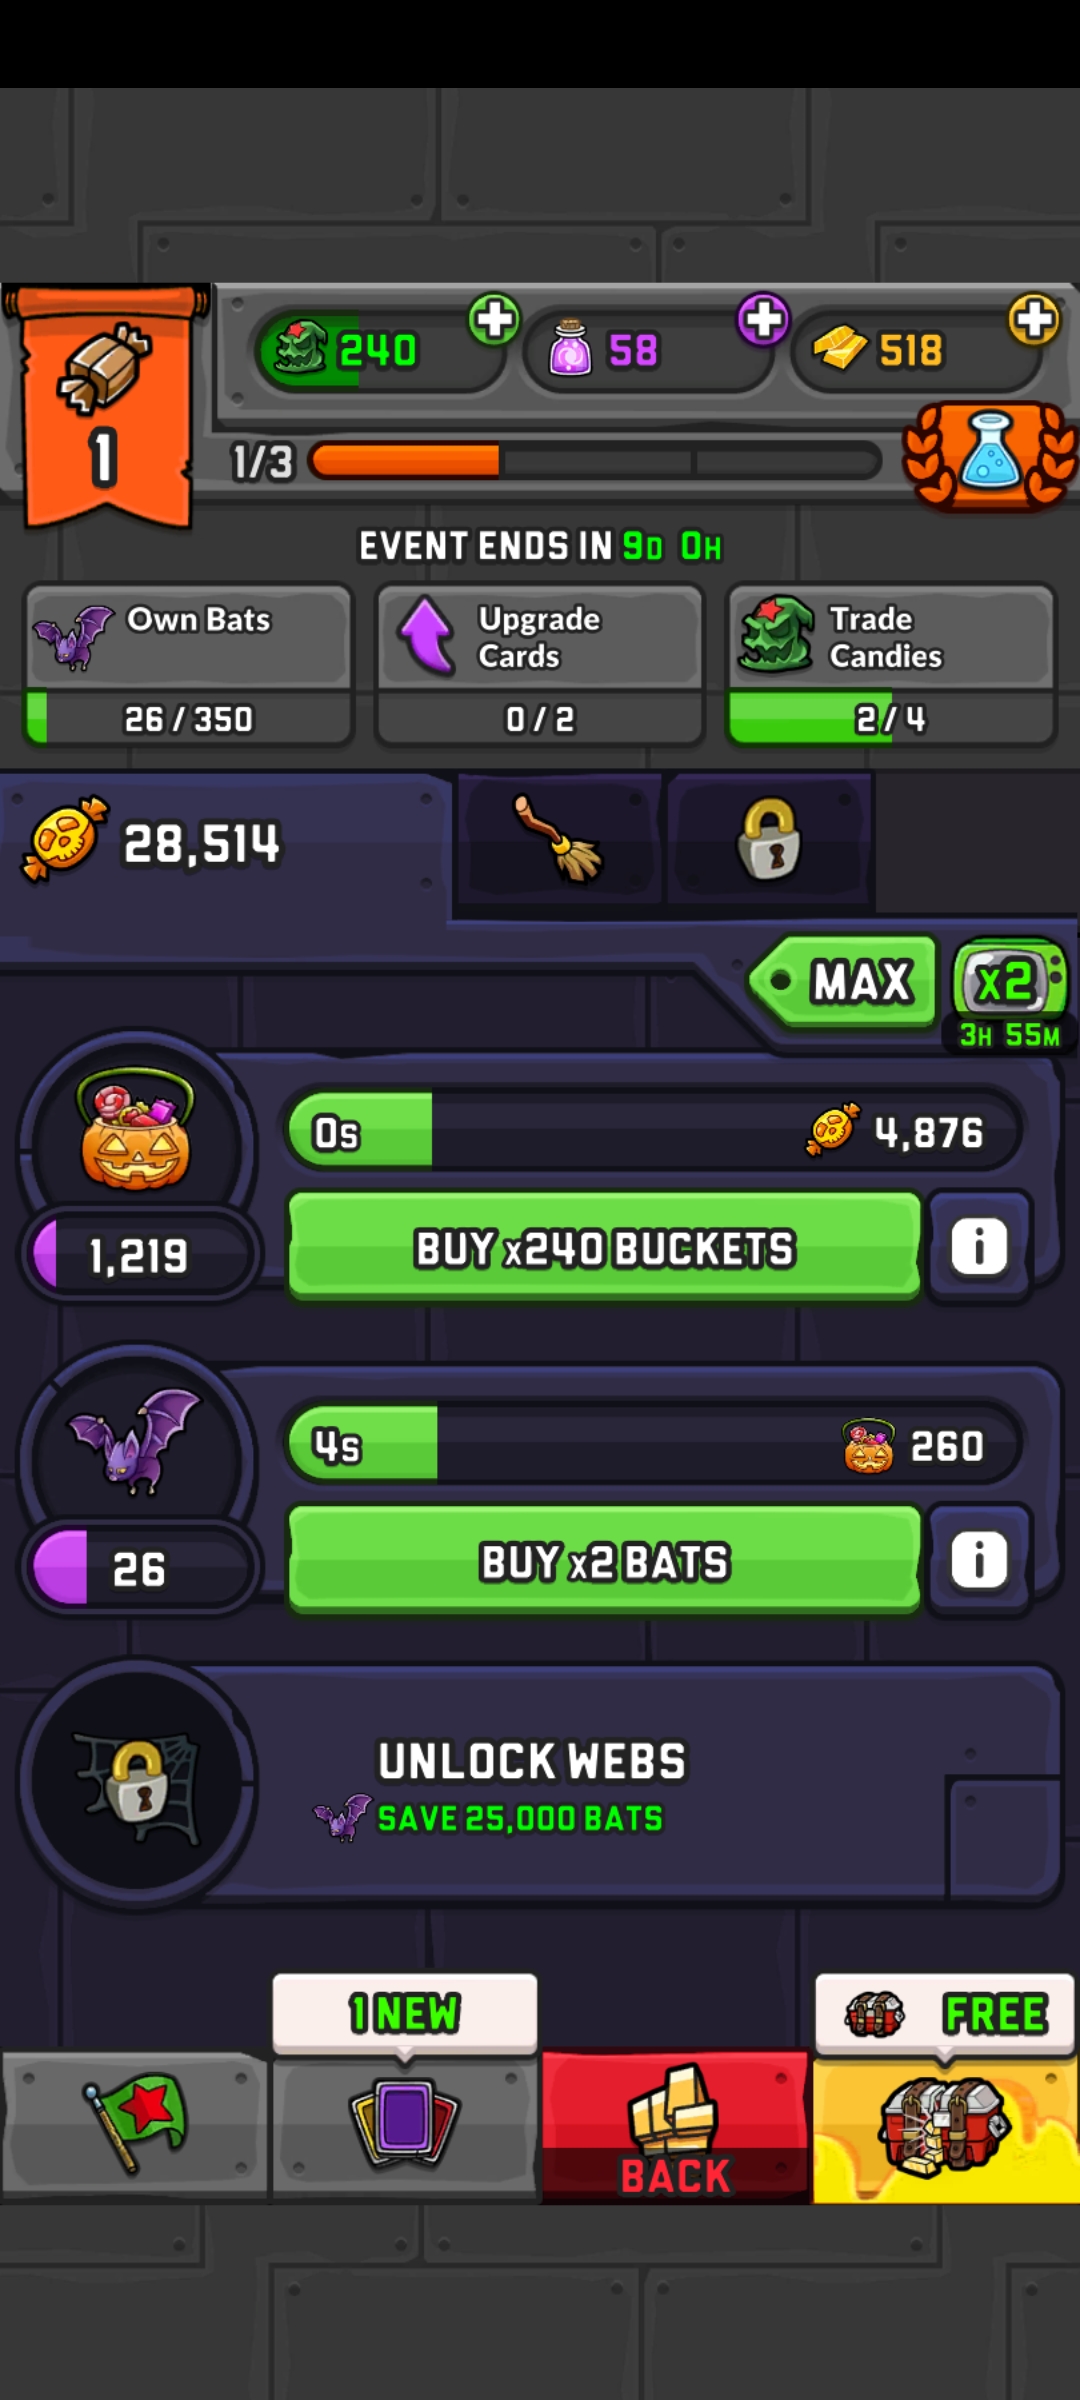 240
58
518
1
1/3
EVENT ENDS IN 9D 0H
Own Bats
26 / 350
Upgrade
Cards
0 / 2
Trade
Candies
2 / 4
28,514
MAX
x2
3H 55M
0s
4,876
1,219
BUY x240 BUCKETS
i
4s
260
26
BUY x2 BATS
i
UNLOCK WEBS
SAVE 25,000 BATS
1 NEW
FREE
BACK